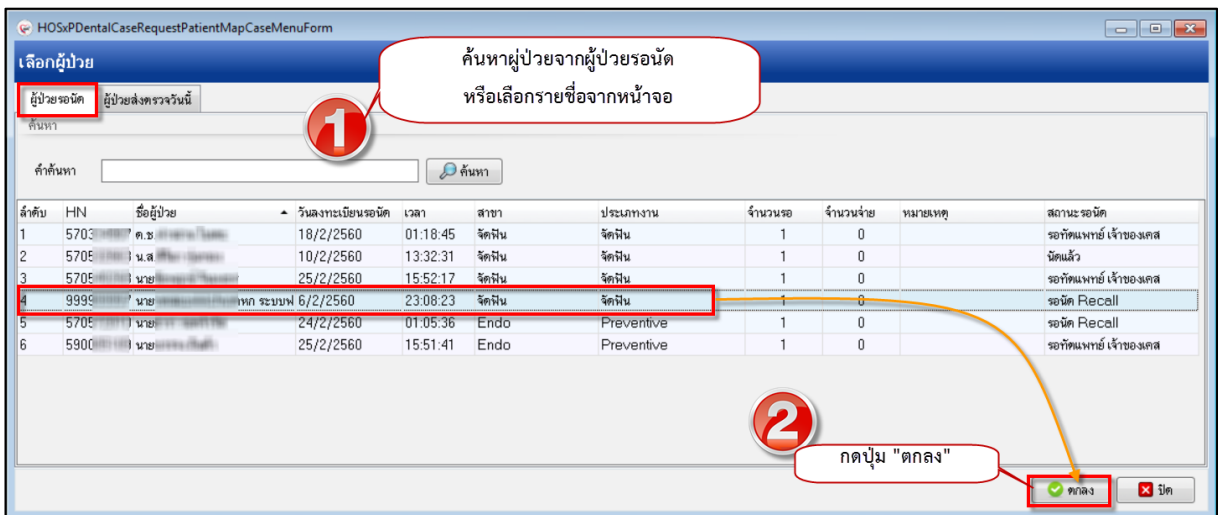 HOSxPDentalCaseRequestPatientMapCaseMenuForm
เลือกผู้ป่วย
ค้นหาผู่ป่วยจากผู้ป่วยรอนัด
หรือเลือกรายชื่อจากหน้าจอ
ผู้ป่วยรอนัด ผู้ป่วยส่งตรวจวันนี้
1
ค้นหา
คำค้นหา ค้นหา
ลำดับ HN ชื่อผู้ป่วย วันลงทะเบียนรอนัด เวลา สาขา ประเภทงาน จำนวนรอ จำนวนจ่าย หมายเหตุ สถานะรอนัด
1 5703 ด.ช. 18/2/2560 01:18:45 จัดฟัน จัดฟัน 1 0 รอทัตแพทย์ เจ้าของเคส
2 5705 น.ส. 10/2/2560 13:32:31 จัดฟัน จัดฟัน 1 0 นัดแล้ว
3 5705 นาย 25/2/2560 15:52:17 จัดฟัน จัดฟัน 1 0 รอทัตแพทย์ เจ้าของเคส
4 9999 นาย ระบบฟ 6/2/2560 23:08:23 จัดฟัน จัดฟัน 1 0 รอนัด Recall
5 5705 นาย 24/2/2560 01:05:36 Endo Preventive 1 0 รอนัด Recall
6 5900 นาย 25/2/2560 15:51:41 Endo Preventive 1 0 รอทัตแพทย์ เจ้าของเคส
2
กดปุ่ม "ตกลง"
ตกลง ปิด